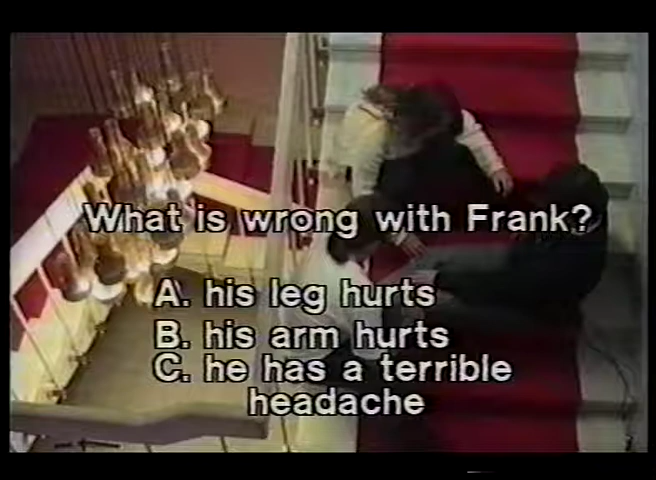 What is wrong with Frank?
A. his leg hurts
B. his arm hurts
C. he has a terrible
headache